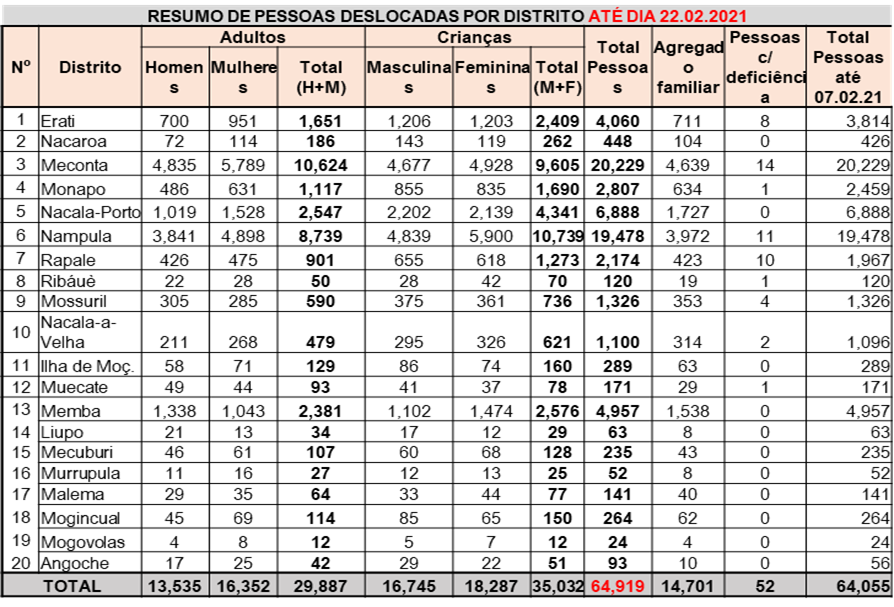 RESUMO DE PESSOAS DESLOCADAS POR DISTRITO ATÉ DIA 22.02.2021
Nº Distrito Adultos Crianças Total Pessoas Agregado familiar Pessoas c/ deficiência Total Pessoas até 07.02.21
Homens Mulheres Total (H+M) Masculinas Femininas Total (M+F)
1 Erati 700 951 1,651 1,206 1,203 2,409 4,060 711 8 3,814
2 Nacaroa 72 114 186 143 119 262 448 104 0 426
3 Meconta 4,835 5,789 10,624 4,677 4,928 9,605 20,229 4,639 14 20,229
4 Monapo 486 631 1,117 855 835 1,690 2,807 634 1 2,459
5 Nacala-Porto 1,019 1,528 2,547 2,202 2,139 4,341 6,888 1,727 0 6,888
6 Nampula 3,841 4,898 8,739 4,839 5,900 10,739 19,478 3,972 11 19,478
7 Rapale 426 475 901 655 618 1,273 2,174 423 10 1,967
8 Ribáuè 22 28 50 28 42 70 120 19 1 120
9 Mossuril 305 285 590 375 361 736 1,326 353 4 1,326
10 Nacala-a-Velha 211 268 479 295 326 621 1,100 314 2 1,096
11 Ilha de Moç. 58 71 129 86 74 160 289 63 0 289
12 Muecate 49 44 93 41 37 78 171 29 1 171
13 Memba 1,338 1,043 2,381 1,102 1,474 2,576 4,957 1,538 0 4,957
14 Liupo 21 13 34 17 12 29 63 8 0 63
15 Mecuburi 46 61 107 60 68 128 235 43 0 235
16 Murrupula 11 16 27 12 13 25 52 8 0 52
17 Malema 29 35 64 33 44 77 141 40 0 141
18 Mogincual 45 69 114 85 65 150 264 62 0 264
19 Mogovolas 4 8 12 5 7 12 24 4 0 24
20 Angoche 17 25 42 29 22 51 93 10 0 56
TOTAL 13,535 16,352 29,887 16,745 18,287 35,032 64,919 14,701 52 64,055